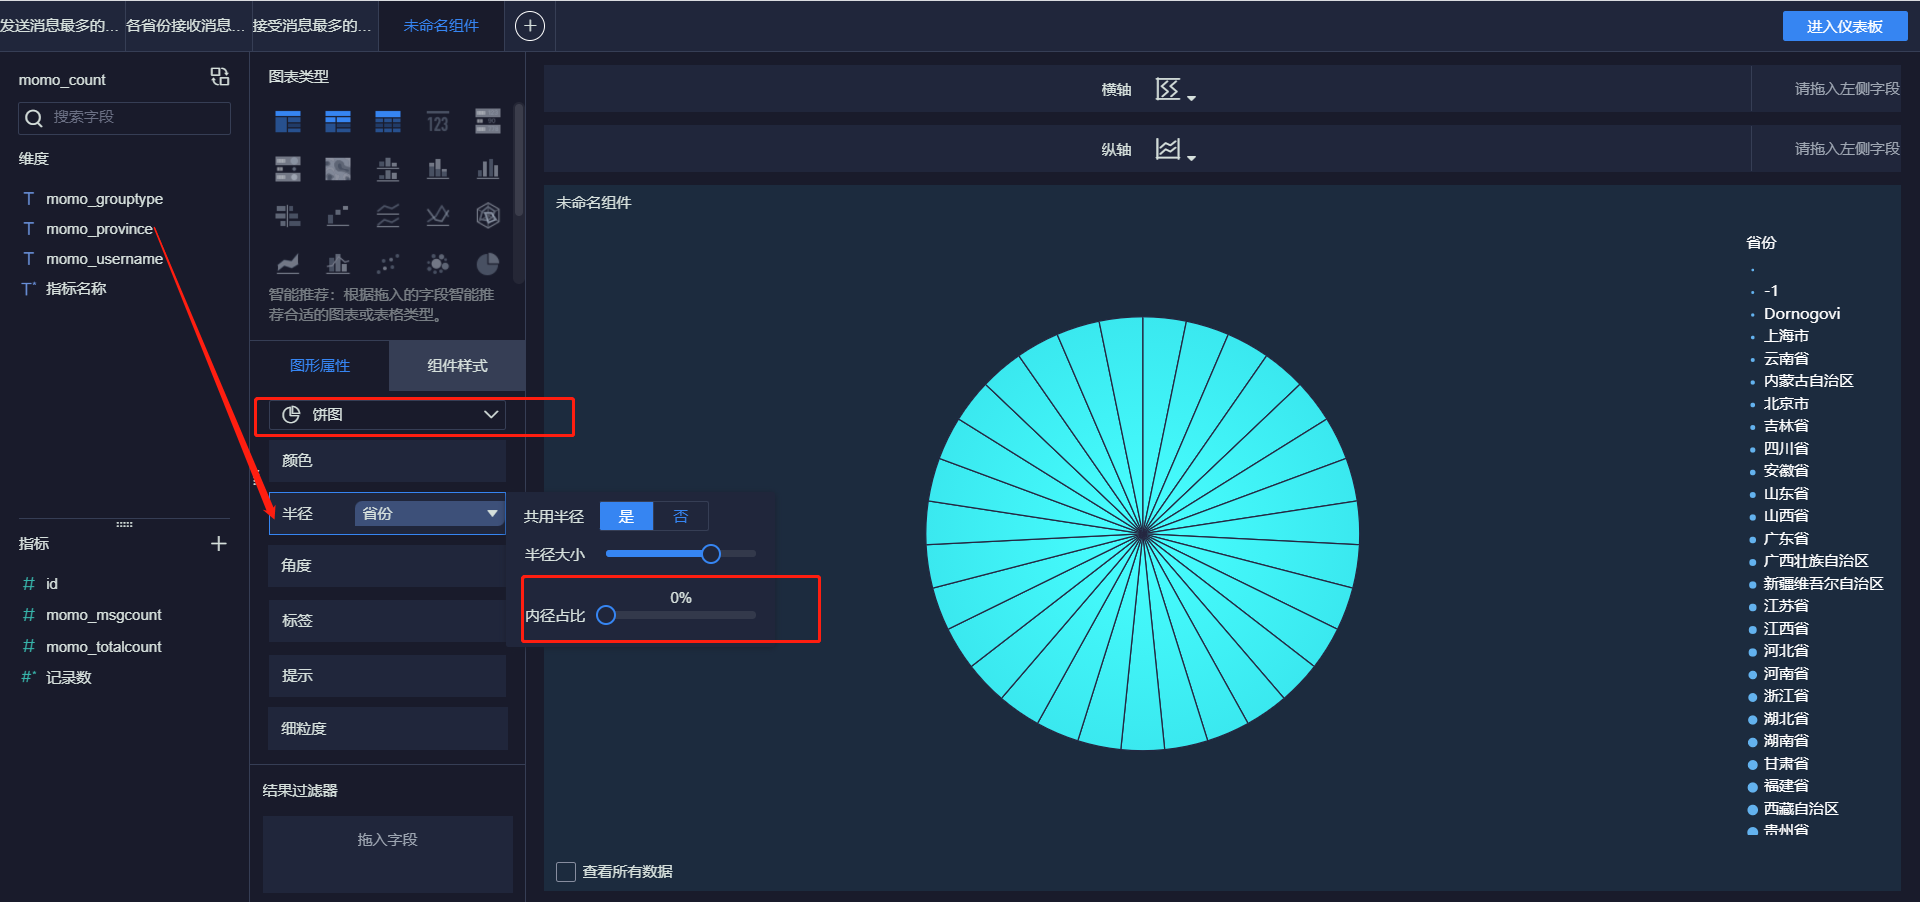 发送消息最多的...
各省份接收消息...
接受消息最多的...
未命名组件
进入仪表板
momo_count
搜索字段
维度
T momo_grouptype
T momo_province
T momo_username
T* 指标名称
指标
# id
# momo_msgcount
# momo_totalcount
#* 记录数
图表类型
123
智能推荐：根据拖入的字段智能推
荐合适的图表或表格类型。
图形属性
组件样式
饼图
颜色
半径
省份
角度
标签
提示
细粒度
结果过滤器
拖入字段
共用半径
是
否
半径大小
0%
内径占比
横轴
请拖入左侧字段
纵轴
请拖入左侧字段
未命名组件
省份
-1
Dornogovi
上海市
云南省
内蒙古自治区
北京市
吉林省
四川省
安徽省
山东省
山西省
广东省
广西壮族自治区
新疆维吾尔自治区
江苏省
江西省
河北省
河南省
浙江省
湖北省
湖南省
甘肃省
福建省
西藏自治区
贵州省
查看所有数据